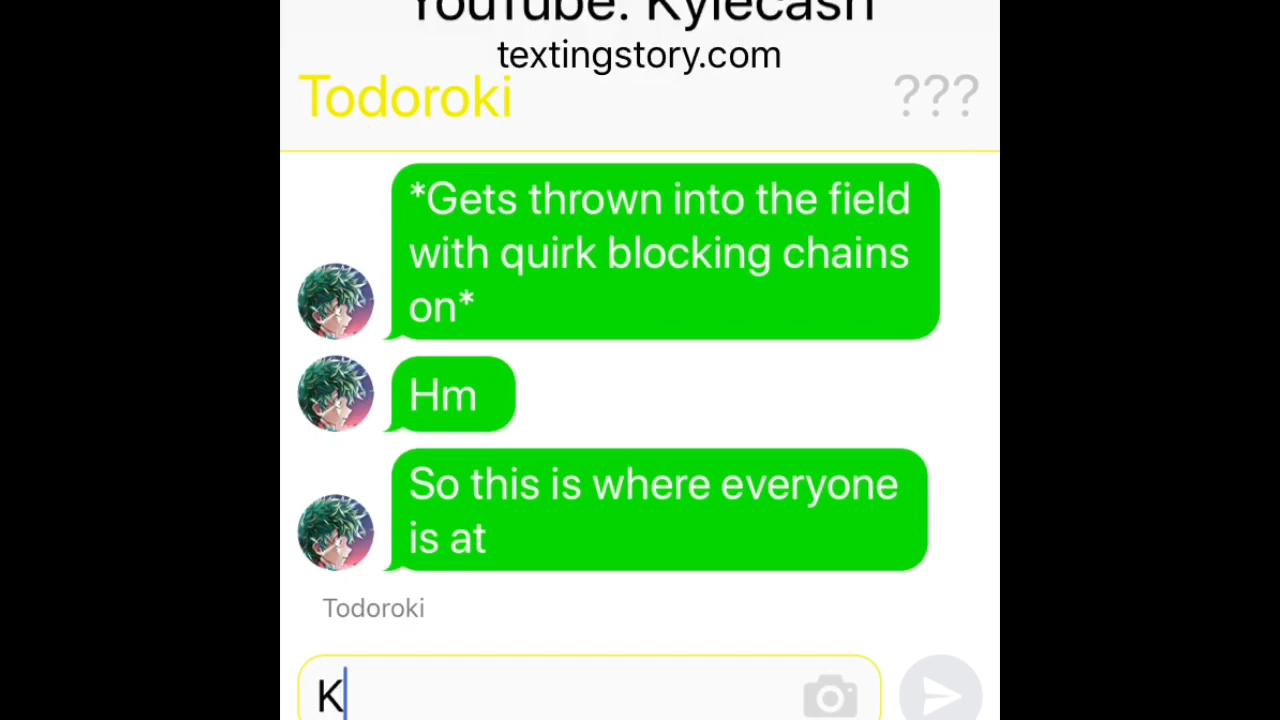 YouTube: Kylecash
textingstory.com
Todoroki
???
*Gets thrown into the field
with quirk blocking chains
on*
Hm
So this is where everyone
is at
Todoroki
K